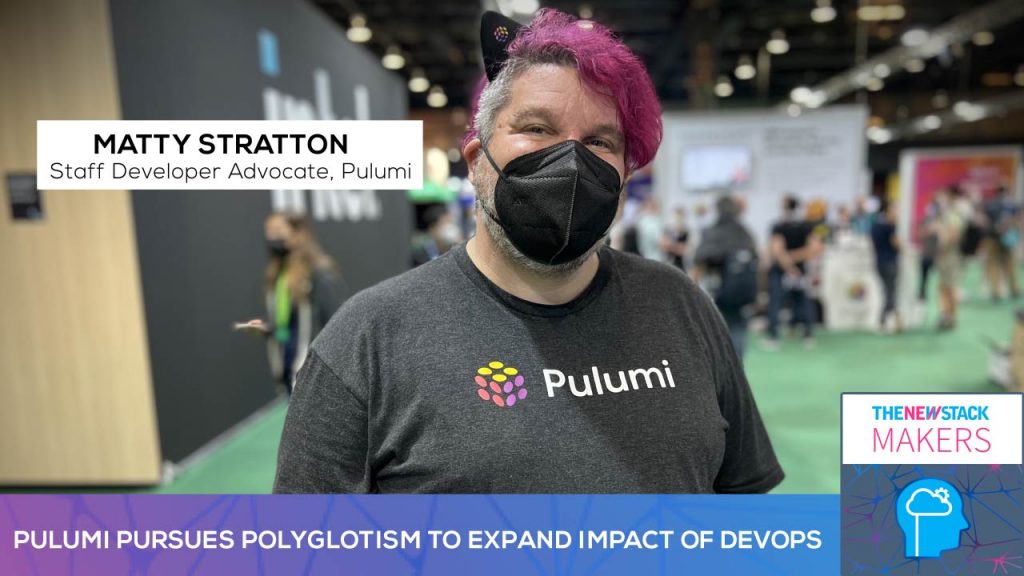 MATTY STRATTON
Staff Developer Advocate, Pulumi
Pulumi
THENEWSTACK
MAKERS
PULUMI PURSUES POLYGLOTISM TO EXPAND IMPACT OF DEVOPS